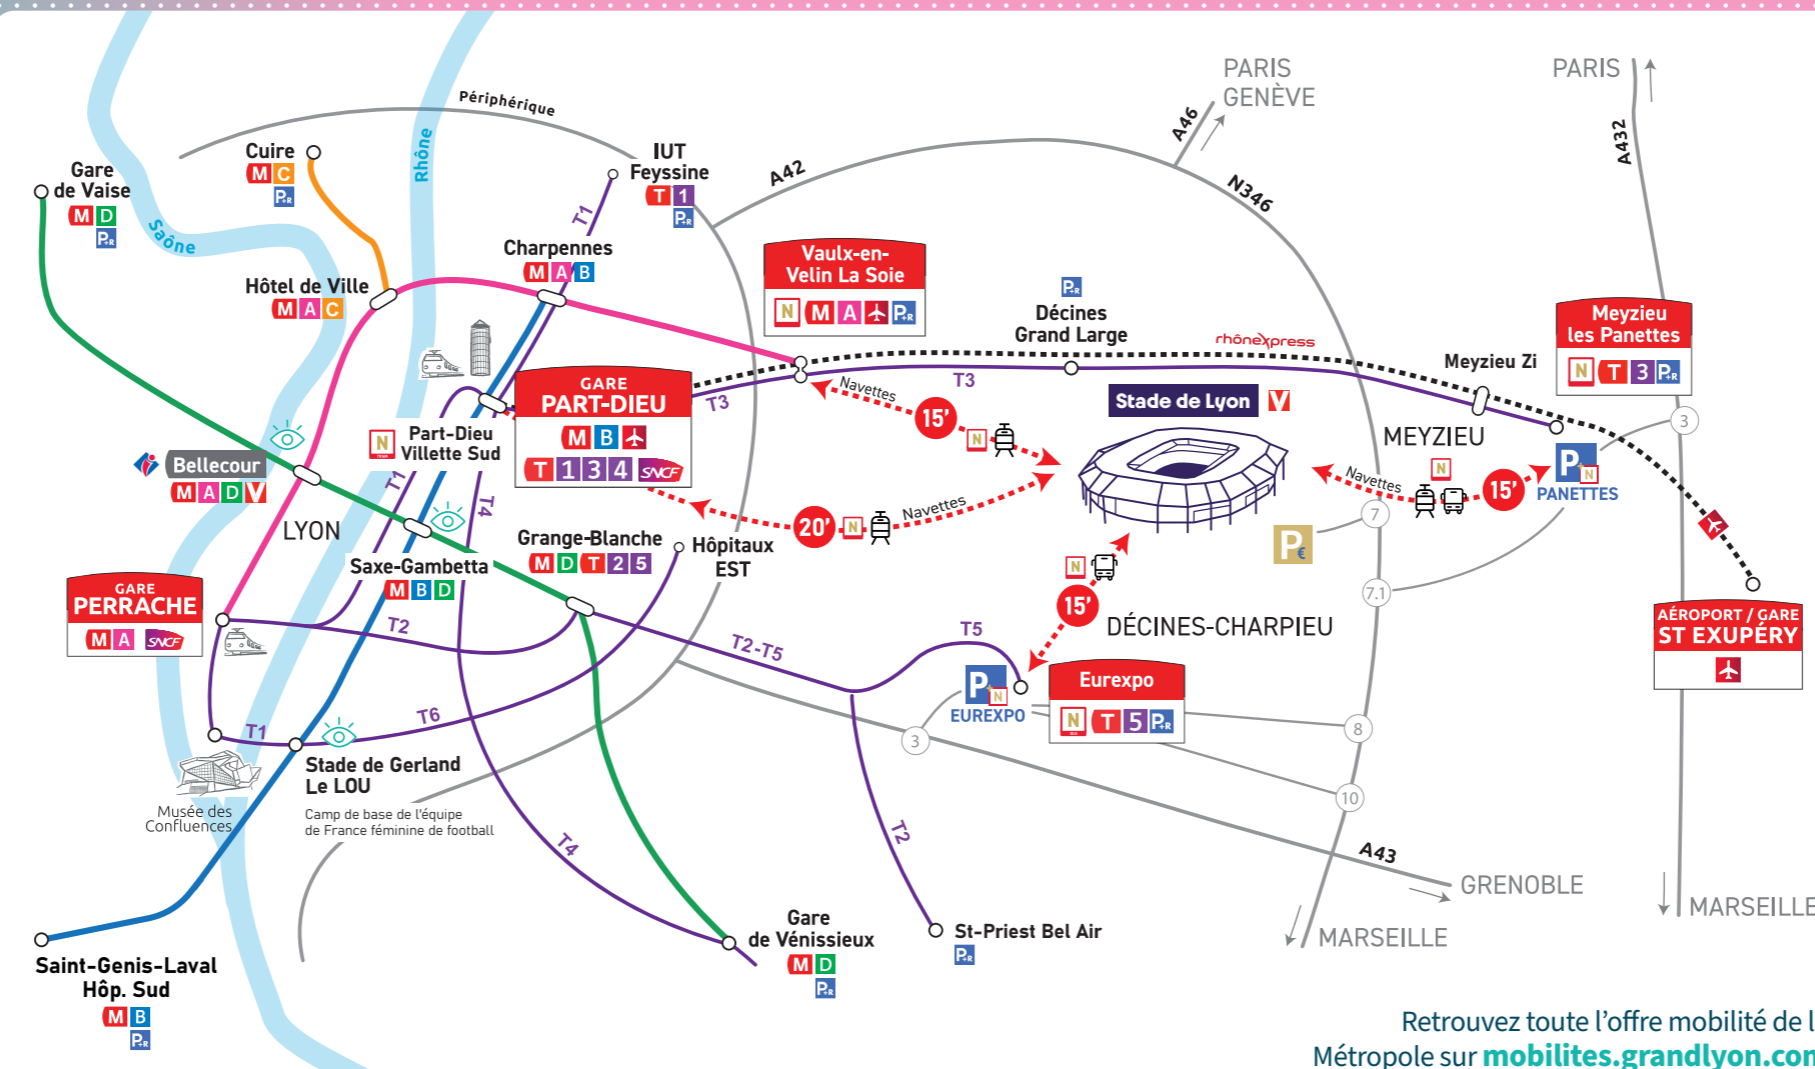 PARIS
GENÈVE
PARIS
Périphérique
A46
A432
Rhône
Cuire
M C
P+R
IUT
Feyssine
T 1
P+R
A42
N346
Gare
de Vaise
M D
P+R
Saône
T1
Charpennes
M A B
Vaulx-en-
Velin La Soie
N M A P+R
Hôtel de Ville
M A C
P+R
Décines
Grand Large
rhônexpress
Meyzieu
les Panettes
N T 3 P+R
Meyzieu Zi
GARE
PART-DIEU
M B
T 1 3 4 SNCF
T3
T3
Navettes
15'
N
Stade de Lyon V
3
N
Part-Dieu
Villette Sud
MEYZIEU
N
Navettes
15'
P+N
PANETTES
Bellecour
M A D V
T1
T4
LYON
20'
N
Navettes
7
P€
Grange-Blanche
M D T 2 5
Hôpitaux
EST
Saxe-Gambetta
M B D
N
15'
7.1
GARE
PERRACHE
M A SNCF
T2
T2-T5
T5
DÉCINES-CHARPIEU
AÉROPORT / GARE
ST EXUPÉRY
P+N
EUREXPO
Eurexpo
N T 5 P+R
T6
T1
3
8
10
Stade de Gerland
Le LOU
Camp de base de l'équipe
de France féminine de football
Musée des
Confluences
T4
T2
A43
GRENOBLE
MARSEILLE
MARSEILLE
Gare
de Vénissieux
M D
P+R
St-Priest Bel Air
P+R
Saint-Genis-Laval
Hôp. Sud
M B
P+R
Retrouvez toute l'offre mobilité de l
Métropole sur mobilites.grandlyon.com